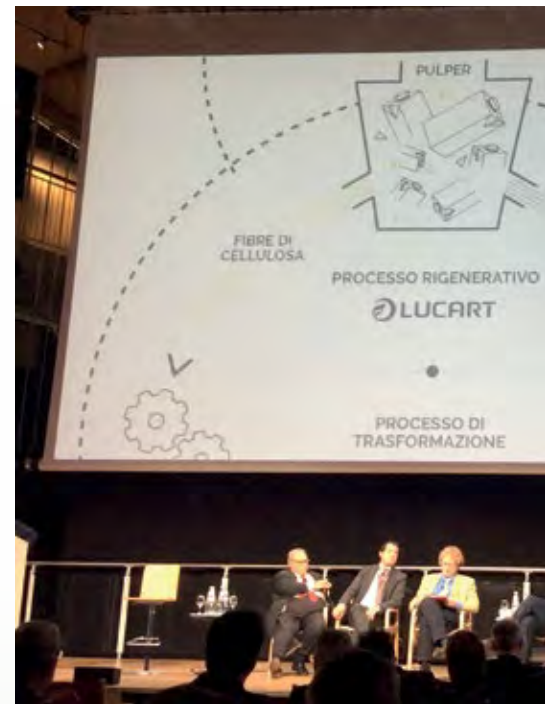 PULPER
FIBRE DI
CELLULOSA
PROCESSO RIGENERATIVO
LUCART
PROCESSO DI
TRASFORMAZIONE